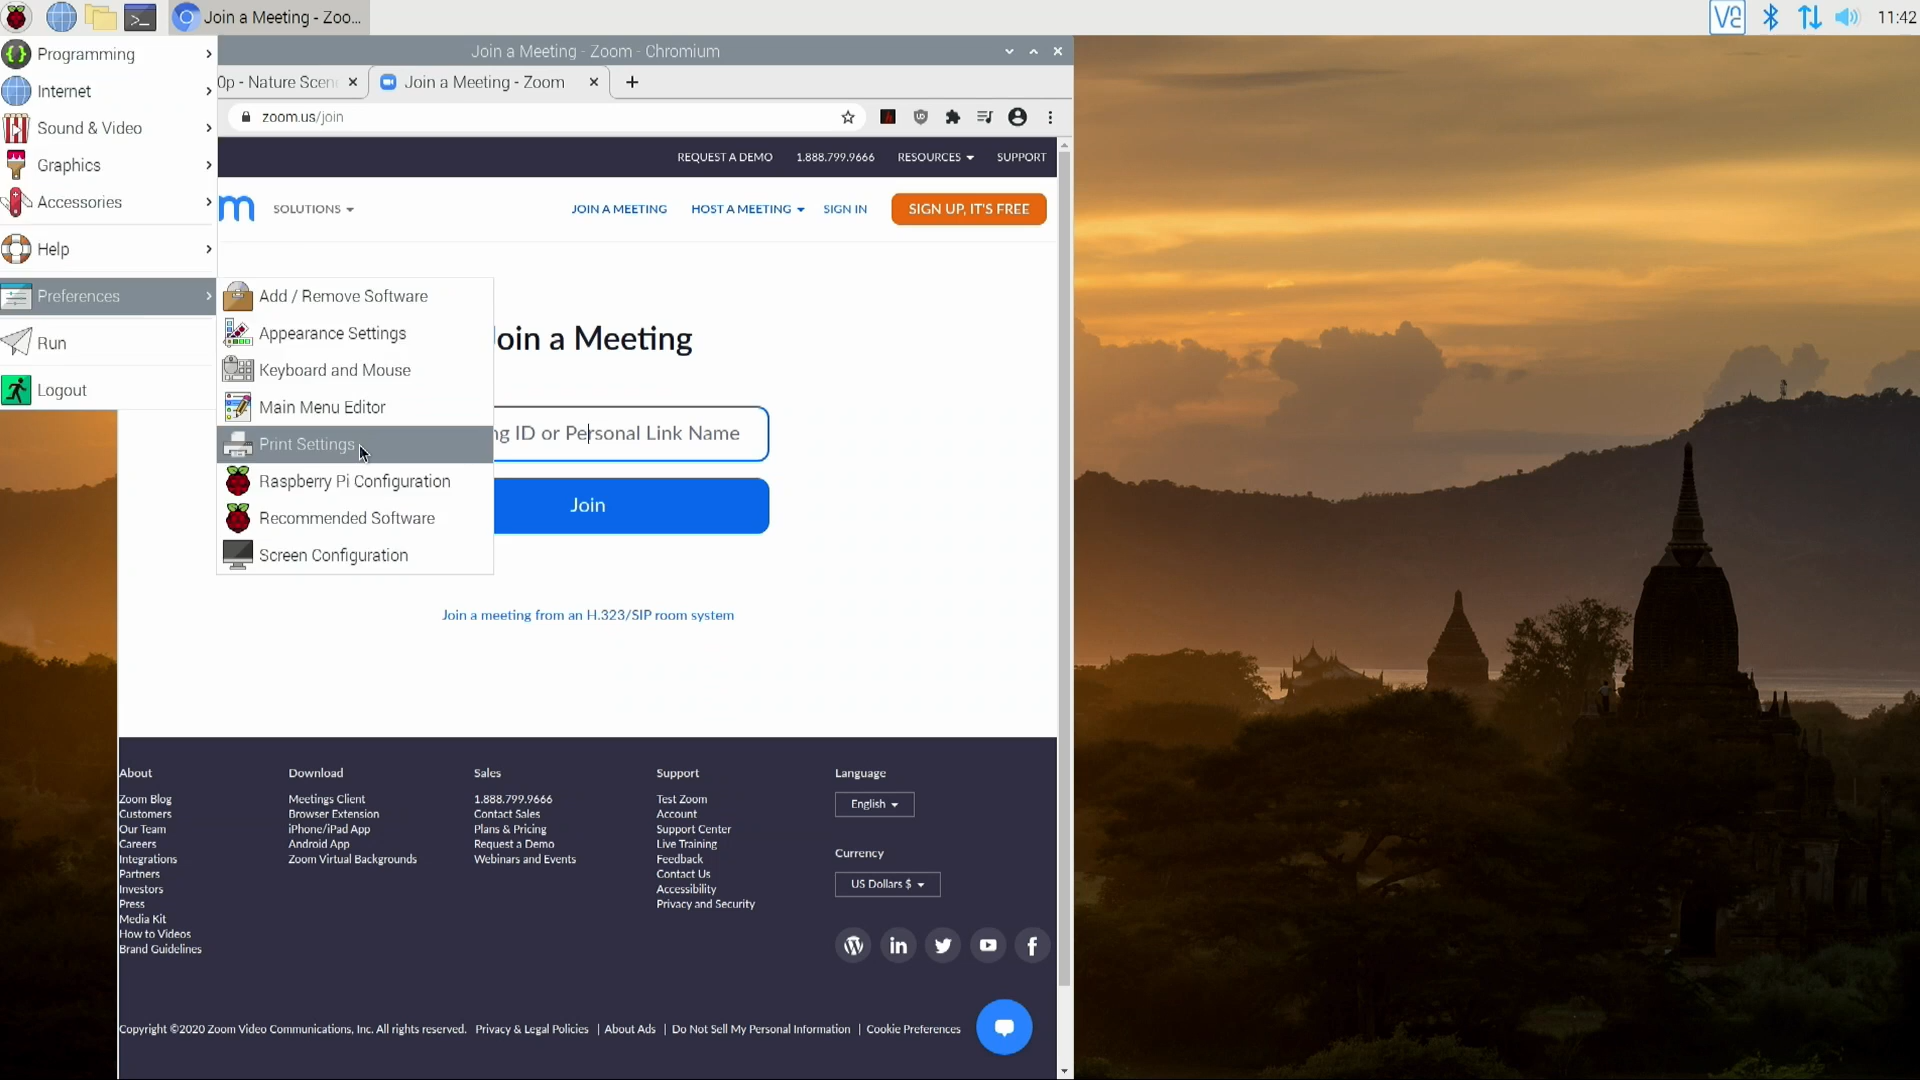 Join a Meeting - Zoo...
11:42
Programming
Internet
Sound & Video
Graphics
Accessories
Help
Preferences
Run
Logout
Add / Remove Software
Appearance Settings
Keyboard and Mouse
Main Menu Editor
Print Settings
Raspberry Pi Configuration
Recommended Software
Screen Configuration
Join a Meeting - Zoom - Chromium
0p - Nature Scen
Join a Meeting - Zoom
zoom.us/join
REQUEST A DEMO
1.888.799.9666
RESOURCES
SUPPORT
m
SOLUTIONS
JOIN A MEETING
HOST A MEETING
SIGN IN
SIGN UP, IT'S FREE
oin a Meeting
ng ID or Personal Link Name
Join
Join a meeting from an H.323/SIP room system
About
Zoom Blog
Customers
Our Team
Careers
Integrations
Partners
Investors
Press
Media Kit
How to Videos
Brand Guidelines
Download
Meetings Client
Browser Extension
iPhone/iPad App
Android App
Zoom Virtual Backgrounds
Sales
1.888.799.9666
Contact Sales
Plans & Pricing
Request a Demo
Webinars and Events
Support
Test Zoom
Account
Support Center
Live Training
Feedback
Contact Us
Accessibility
Privacy and Security
Language
English
Currency
US Dollars $
Copyright ©2020 Zoom Video Communications, Inc. All rights reserved. Privacy & Legal Policies | About Ads | Do Not Sell My Personal Information | Cookie Preferences